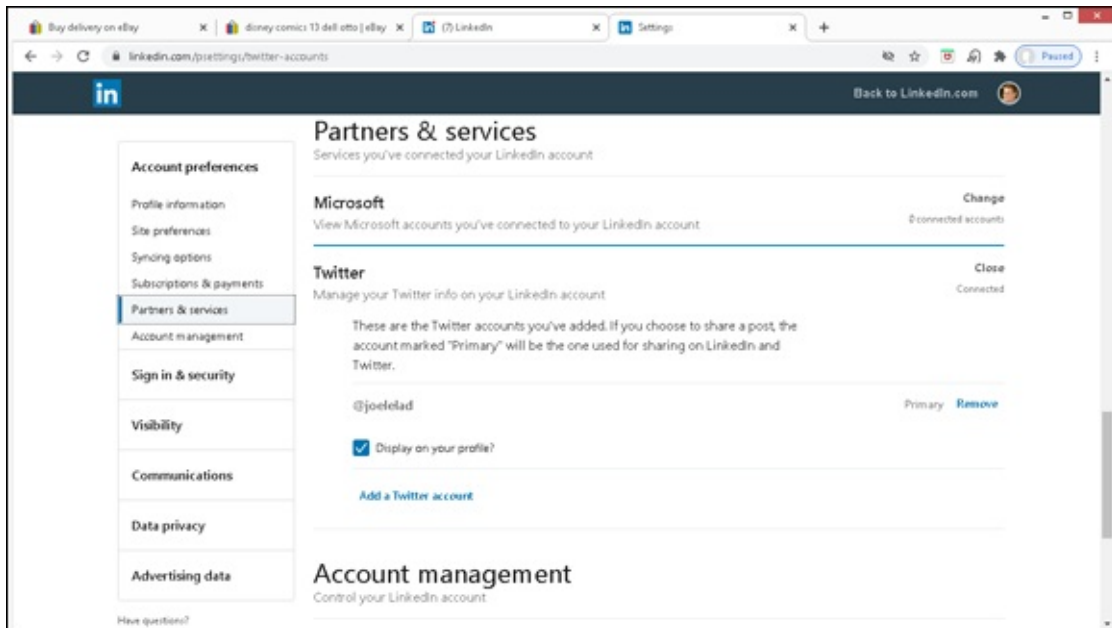 Buy delivery on eBay
disney comics 13 dell otto | eBay
(7) LinkedIn
Settings
linkedin.com/psettings/twitter-accounts
Paused
in
Back to LinkedIn.com
Partners & services
Services you've connected your LinkedIn account
Account preferences
Profile information
Site preferences
Syncing options
Subscriptions & payments
Partners & services
Account management
Sign in & security
Visibility
Communications
Data privacy
Advertising data
Have questions?
Microsoft
Change
View Microsoft accounts you've connected to your LinkedIn account
0 connected accounts
Twitter
Close
Manage your Twitter info on your LinkedIn account
Connected
These are the Twitter accounts you've added. If you choose to share a post, the
account marked "Primary" will be the one used for sharing on LinkedIn and
Twitter.
@joelelad
Primary Remove
Display on your profile?
Add a Twitter account
Account management
Control your LinkedIn account